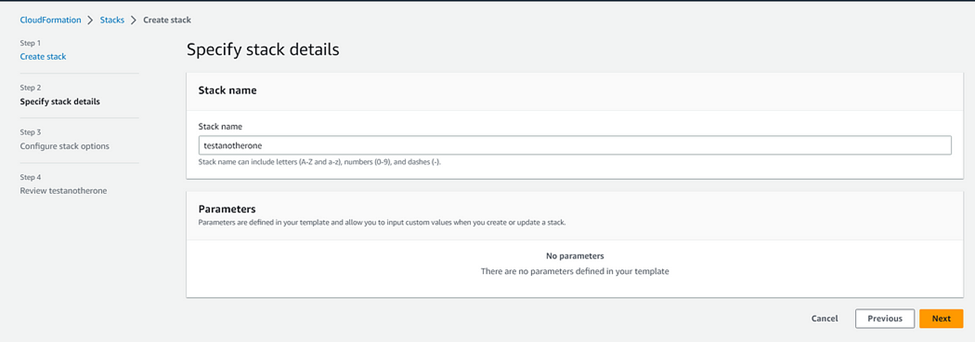 CloudFormation > Stacks > Create stack
Step 1
Create stack
Step 2
Specify stack details
Step 3
Configure stack options
Step 4
Review testanotherone
Specify stack details
Stack name
Stack name
testanotherone
Stack name can include letters (A-Z and a-z), numbers (0-9), and dashes (-).
Parameters
Parameters are defined in your template and allow you to input custom values when you create or update a stack.
No parameters
There are no parameters defined in your template
Cancel Previous Next